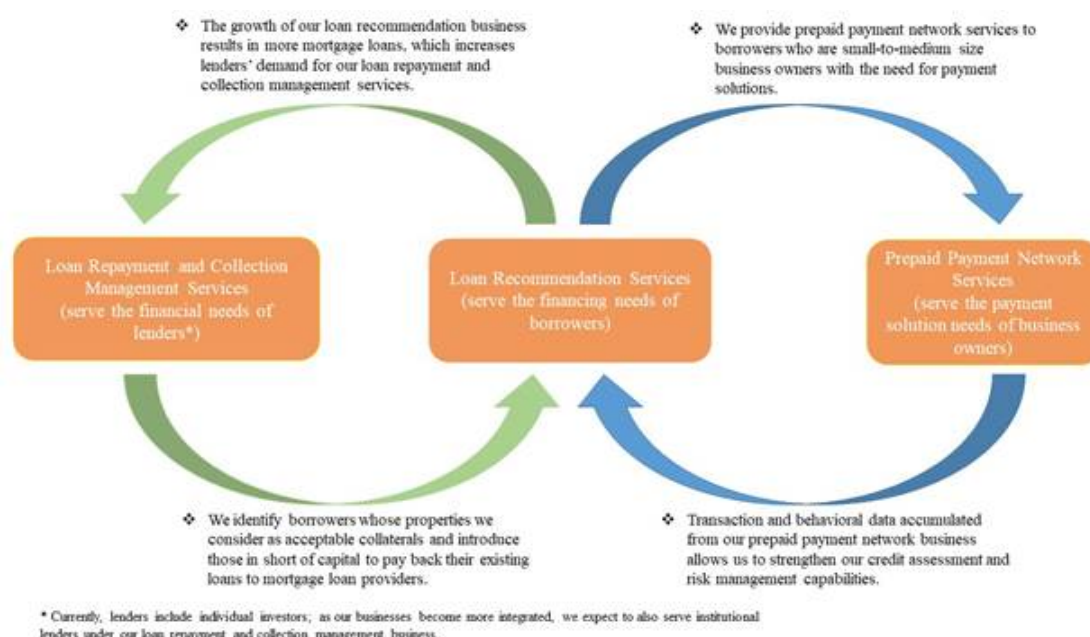 ❖ The growth of our loan recommendation business
results in more mortgage loans, which increases
lenders' demand for our loan repayment and
collection management services.
❖ We provide prepaid payment network services to
borrowers who are small-to-medium size
business owners with the need for payment
solutions.
Loan Repayment and Collection
Management Services
(serve the financial needs of
lenders*)
Loan Recommendation Services
(serve the financing needs of
borrowers)
Prepaid Payment Network
Services
(serve the payment
solution needs of business
owners)
❖ We identify borrowers whose properties we
consider as acceptable collaterals and introduce
those in short of capital to pay back their existing
loans to mortgage loan providers.
❖ Transaction and behavioral data accumulated
from our prepaid payment network business
allows us to strengthen our credit assessment and
risk management capabilities.
* Currently, lenders include individual investors; as our businesses become more integrated, we expect to also serve institutional
lenders under our loan repayment and collection management business.